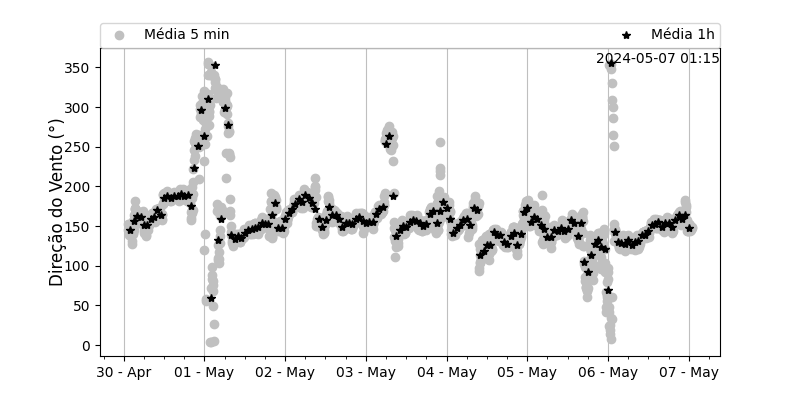 Média 5 min
Média 1h
2024-05-07 01:15
Direção do Vento (°)
350
300
250
200
150
100
50
0
30 - Apr
01 - May
02 - May
03 - May
04 - May
05 - May
06 - May
07 - May